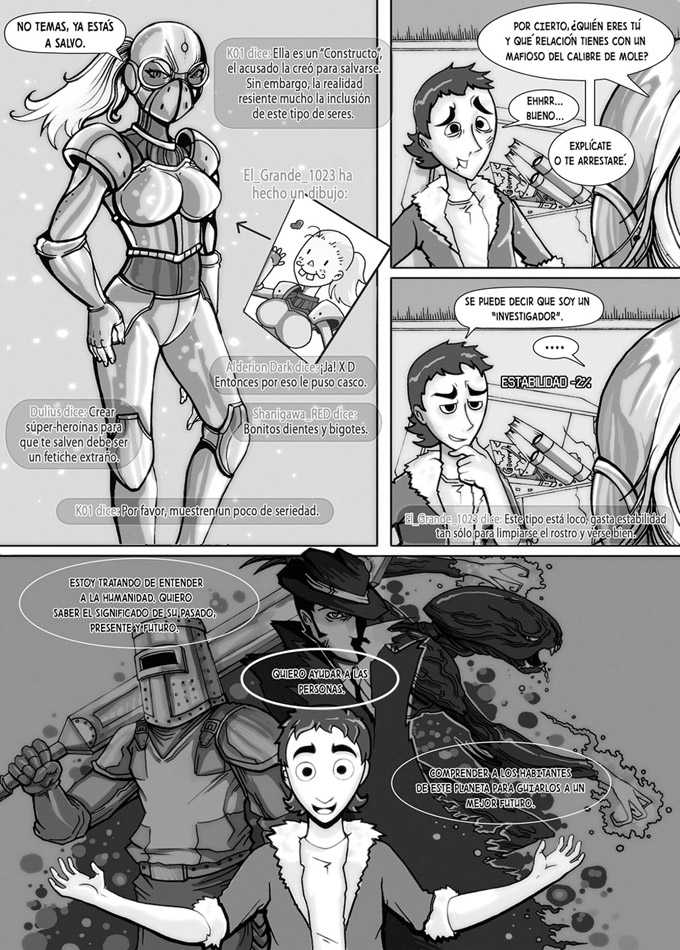 NO TEMAS, YA ESTÁS
A SALVO.
K01 dice: Ella es un "Constructo",
el acusado la creó para salvarse.
Sin embargo, la realidad
resiente mucho la inclusión
de este tipo de seres.
El_Grande_1023 ha
hecho un dibujo:
Alderion Dark dice: ¡Ja! X D
Entonces por eso le puso casco.
Dulius dice: Crear
súper-heroínas para
que te salven debe ser
un fetiche extraño.
Shanigawa_RED dice:
Bonitos dientes y bigotes.
K01 dice: Por favor, muestren un poco de seriedad.
POR CIERTO, ¿QUIÉN ERES TÚ
Y QUÉ RELACIÓN TIENES CON UN
MAFIOSO DEL CALIBRE DE MOLE?
EHHRR...
BUENO...
EXPLÍCATE
O TE ARRESTARÉ.
SE PUEDE DECIR QUE SOY UN
"INVESTIGADOR".
....
ESTABILIDAD -2%
El_Grande_1023 dice: Este tipo está loco, gasta estabilidad
tan sólo para limpiarse el rostro y verse bien.
ESTOY TRATANDO DE ENTENDER
A LA HUMANIDAD. QUIERO
SABER EL SIGNIFICADO DE SU PASADO,
PRESENTE Y FUTURO.
QUIERO AYUDAR A LAS
PERSONAS.
COMPRENDER A LOS HABITANTES
DE ESTE PLANETA PARA GUIARLOS A UN
MEJOR FUTURO.